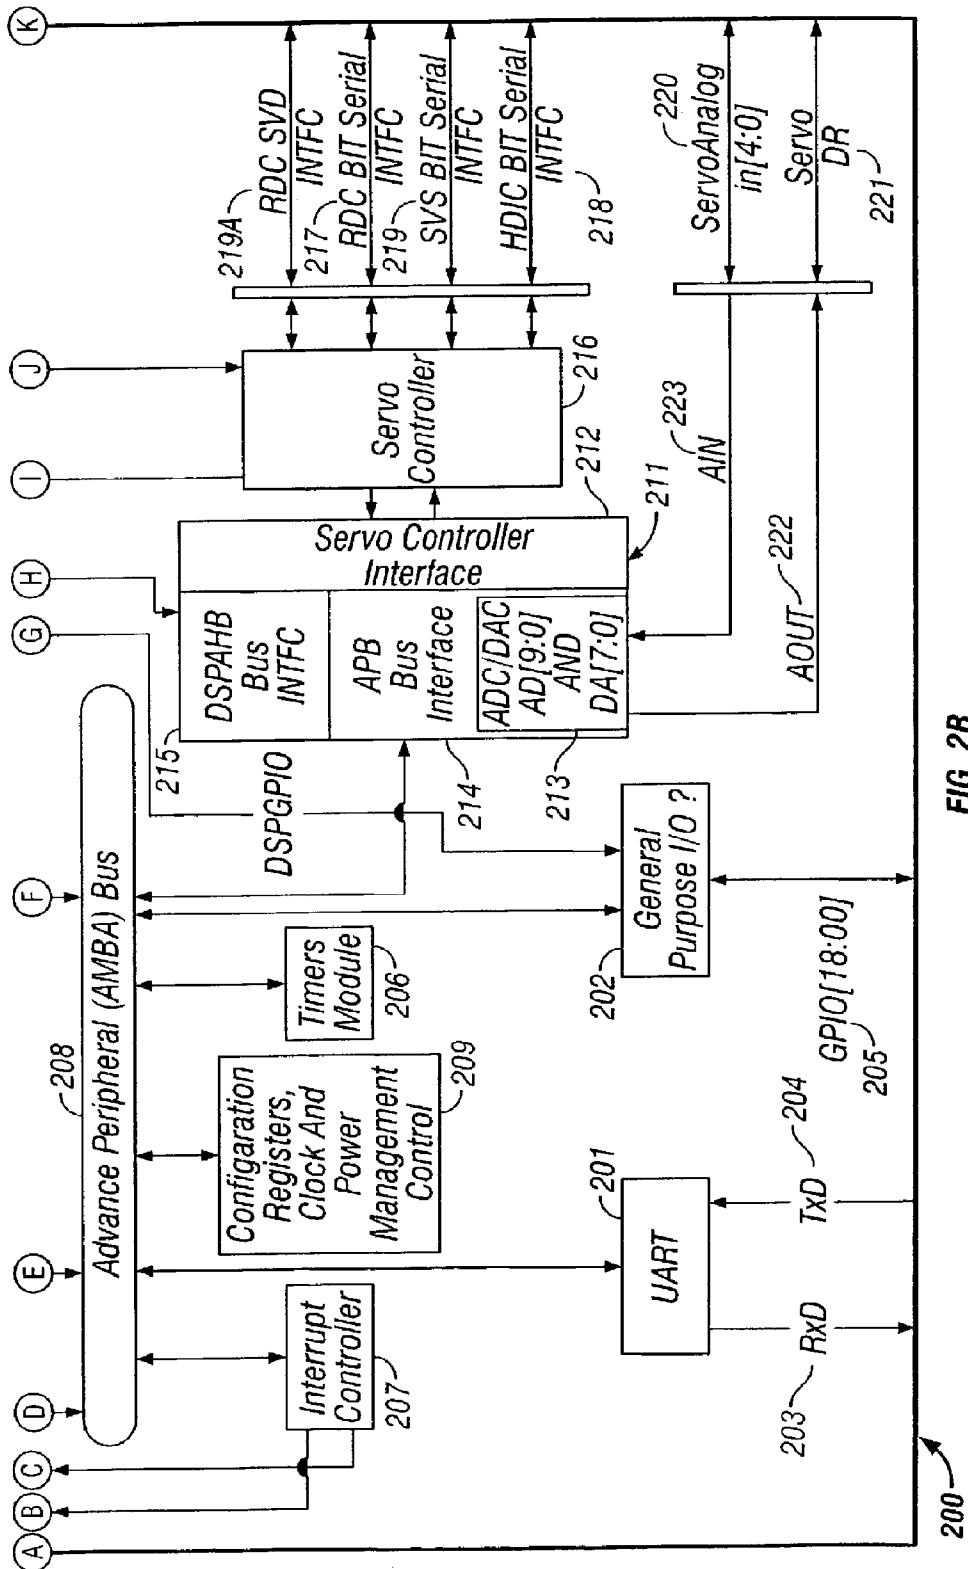 A
B
C
D
E
F
G
H
I
J
K
208
Advance Peripheral (AMBA) Bus
Interrupt
Controller
207
Configaration
Registers,
Clock And
Power
Management
Control
209
Timers
Module
206
DSPGPIO
215
DSPAHB
Bus
INTFC
APB
Bus
Interface
214
ADC/DAC
AD[9:0]
AND
DA[7:0]
213
Servo Controller
Interface
212
211
Servo
Controller
216
219A
RDC SVD
INTFC
217
RDC BIT Serial
INTFC
219
SVS BIT Serial
INTFC
HDIC BIT Serial
INTFC
218
220
ServoAnalog
in[4:0]
Servo
DR
221
AIN
223
AOUT
222
UART
201
General
Purpose I/O ?
202
203
RxD
TxD
204
GPIO[18:00]
205
200
FIG. 2B